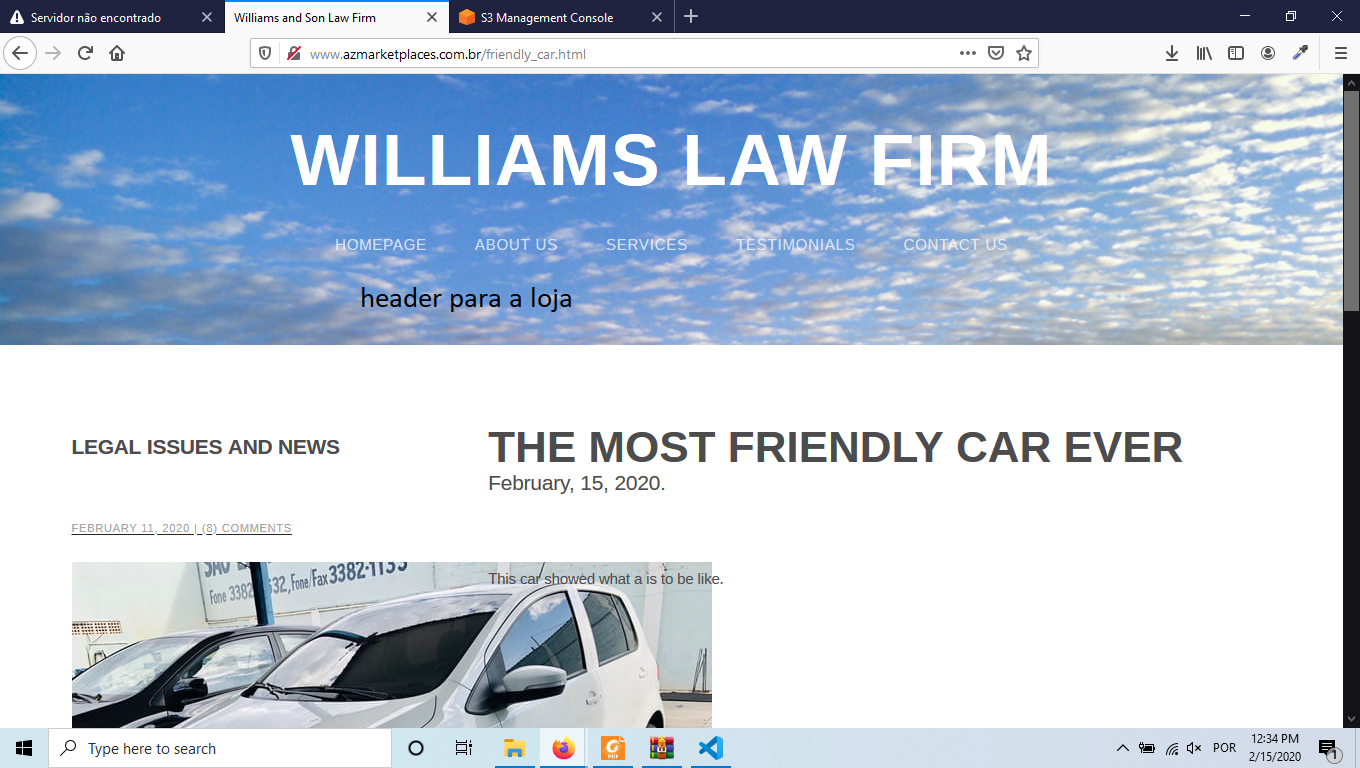 Servidor não encontrado
Williams and Son Law Firm
S3 Management Console
www.azmarketplaces.com.br/friendly_car.html
WILLIAMS LAW FIRM
HOMEPAGE ABOUT US SERVICES TESTIMONIALS CONTACT US
header para a loja
LEGAL ISSUES AND NEWS
THE MOST FRIENDLY CAR EVER
February, 15, 2020.
FEBRUARY 11, 2020 | (8) COMMENTS
Fone/Fax 3382-1133
Fone 3382
This car showed what a is to be like.
Type here to search
POR
12:34 PM
2/15/2020
1